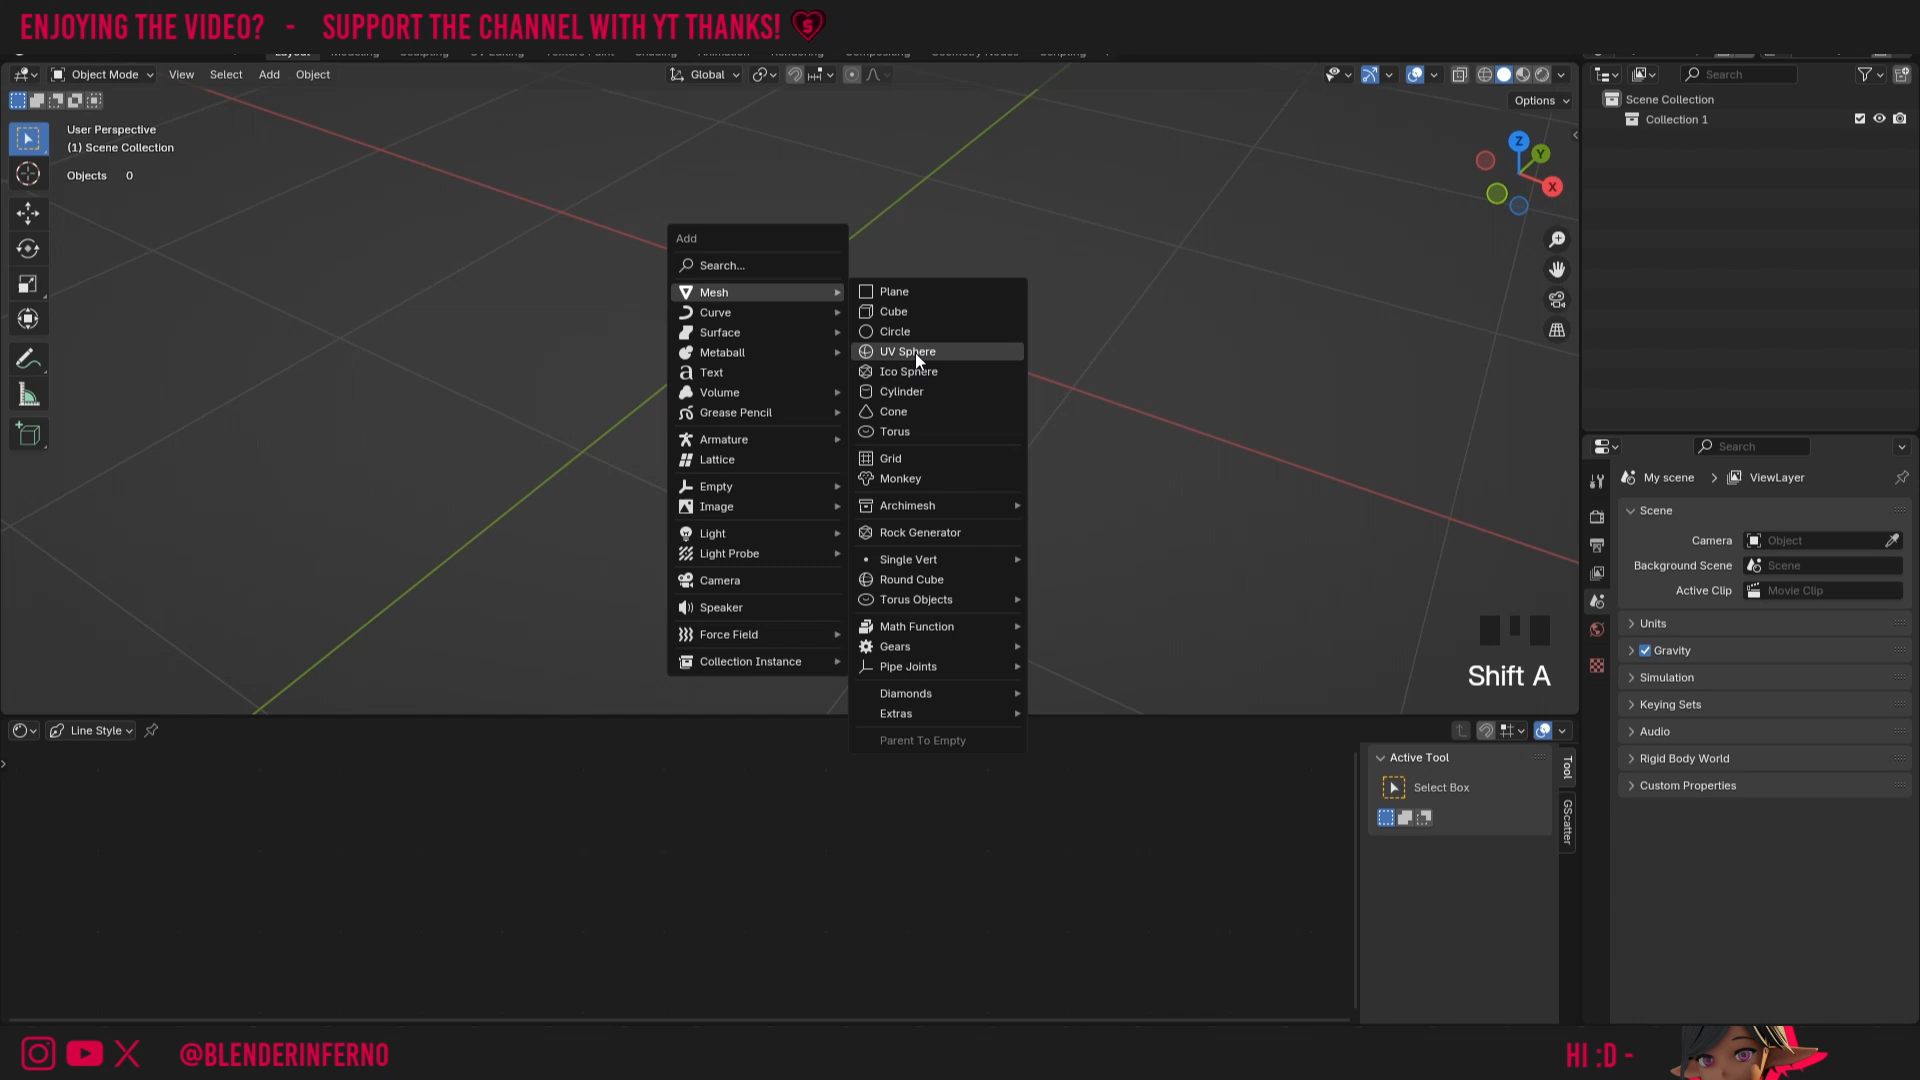 ENJOYING THE VIDEO? - SUPPORT THE CHANNEL WITH YT THANKS!
Object Mode
View
Select
Add
Object
Global
Search
Options
User Perspective
(1) Scene Collection
Objects 0
Scene Collection
Collection 1
Z
Y
X
Add
Search...
Mesh
Curve
Surface
Metaball
Text
Volume
Grease Pencil
Armature
Lattice
Empty
Image
Light
Light Probe
Camera
Speaker
Force Field
Collection Instance
Plane
Cube
Circle
UV Sphere
Ico Sphere
Cylinder
Cone
Torus
Grid
Monkey
Archimesh
Rock Generator
Single Vert
Round Cube
Torus Objects
Math Function
Gears
Pipe Joints
Diamonds
Extras
Parent To Empty
Shift A
Search
My scene
ViewLayer
Scene
Camera
Object
Background Scene
Scene
Active Clip
Movie Clip
Units
Gravity
Simulation
Keying Sets
Audio
Rigid Body World
Custom Properties
Line Style
Active Tool
Select Box
Tool
GScatter
@BLENDERINFERNO
HI :D -